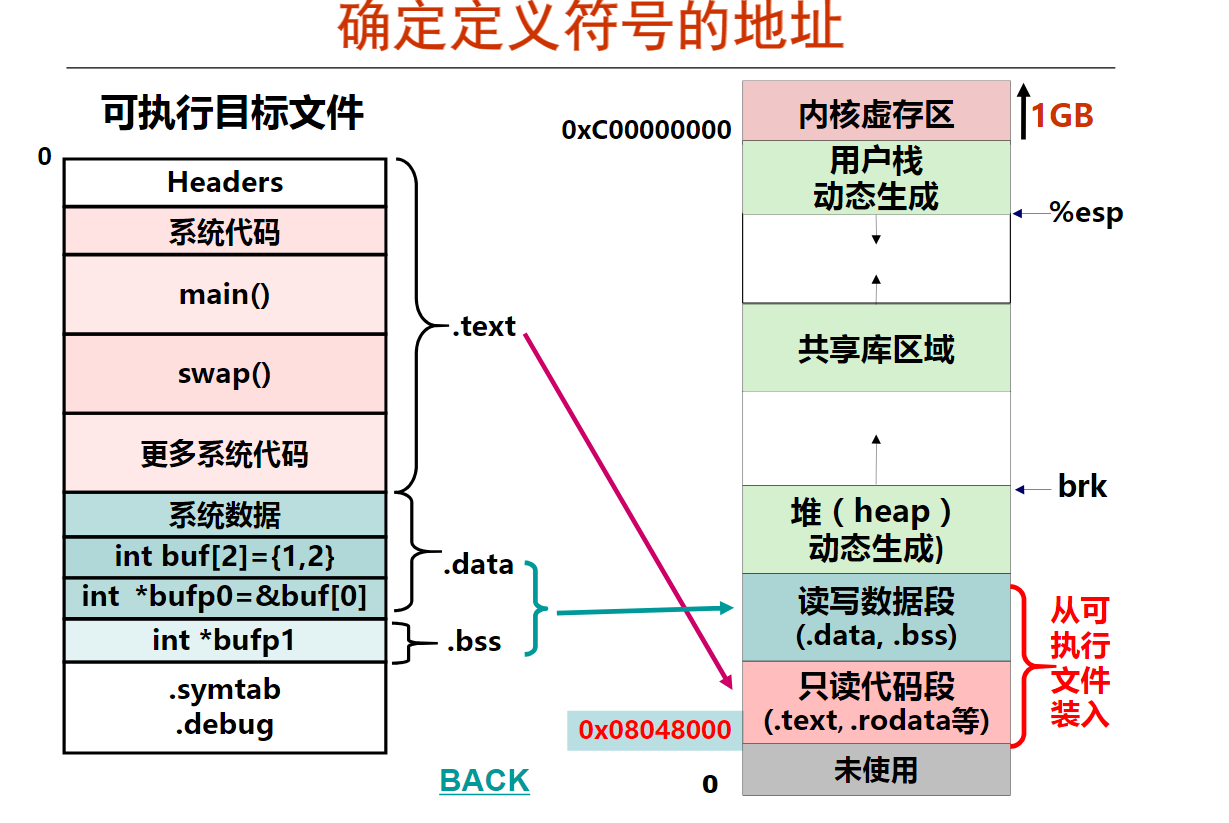 确定定义符号的地址
可执行目标文件
0
Headers
系统代码
main()
swap()
更多系统代码
系统数据
int buf[2]={1,2}
int *bufp0=&buf[0]
int *bufp1
.symtab
.debug
.text
.data
.bss
BACK
0xC00000000
内核虚存区
1GB
用户栈
动态生成
%esp
共享库区域
brk
堆（heap）
动态生成)
读写数据段
(.data, .bss)
只读代码段
(.text, .rodata等)
0x08048000
未使用
0
从可
执行
文件
装入